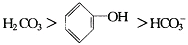 H₂CO₃ > -OH > HCO₃⁻